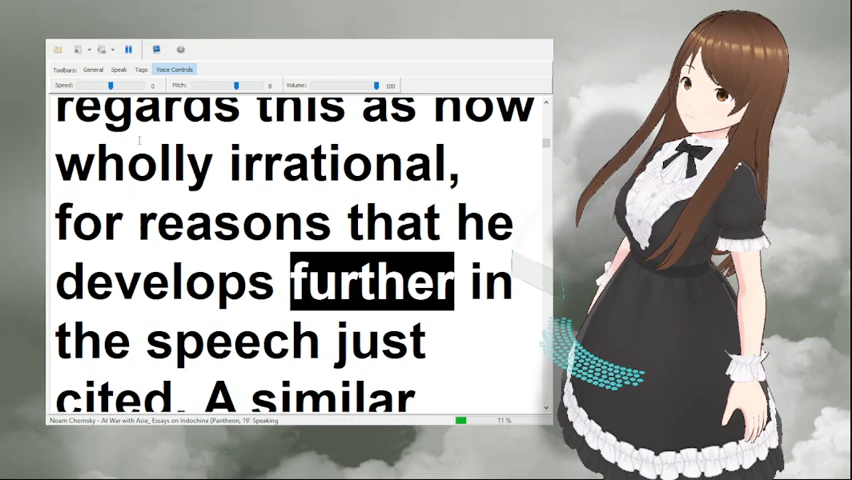 Toolbars: General Speak Tags Voice Controls
Speed: 0 Pitch: 8 Volume: 100
regards this as now
wholly irrational,
for reasons that he
develops further in
the speech just
cited. A similar
Noam Chomsky - At War with Asia_ Essays on Indochina (Pantheon, 19' Speaking 11 %